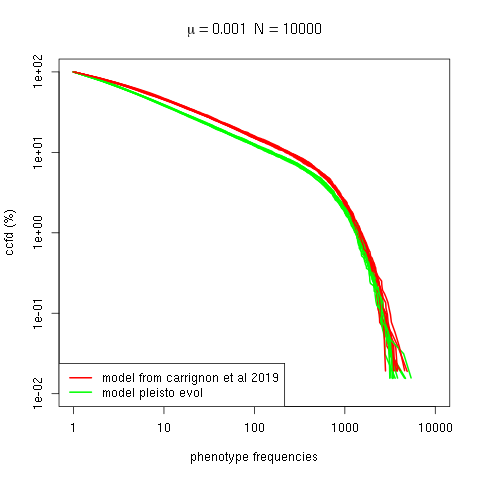 μ = 0.001 N = 10000
1e+02
1e+01
1e+00
1e-01
1e-02
ccfd (%)
model from carrignon et al 2019
model pleisto evol
1 10 100 1000 10000
phenotype frequencies